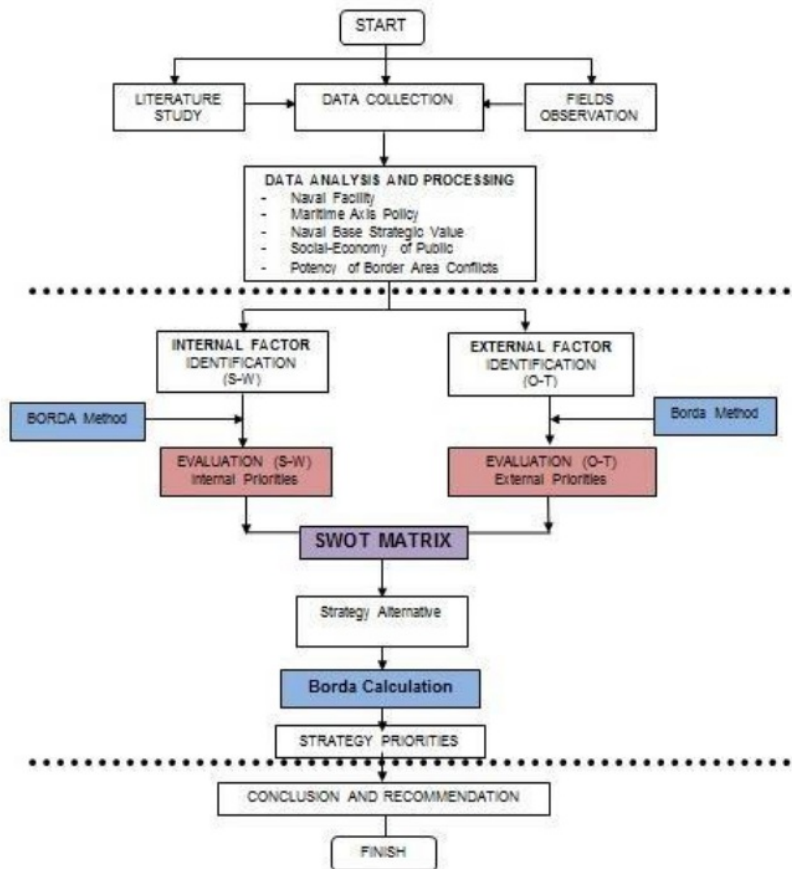 START
LITERATURE
STUDY
DATA COLLECTION
FIELDS
OBSERVATION
DATA ANALYSIS AND PROCESSING
- Naval Facility
- Maritime Axis Policy
- Naval Base Strategic Value
- Social-Economy of Public
- Potency of Border Area Conflicts
INTERNAL FACTOR
IDENTIFICATION
(S-W)
EXTERNAL FACTOR
IDENTIFICATION
(O-T)
BORDA Method
Borda Method
EVALUATION (S-W)
Internal Priorities
EVALUATION (O-T)
External Priorities
SWOT MATRIX
Strategy Alternative
Borda Calculation
STRATEGY PRIORITIES
CONCLUSION AND RECOMMENDATION
FINISH